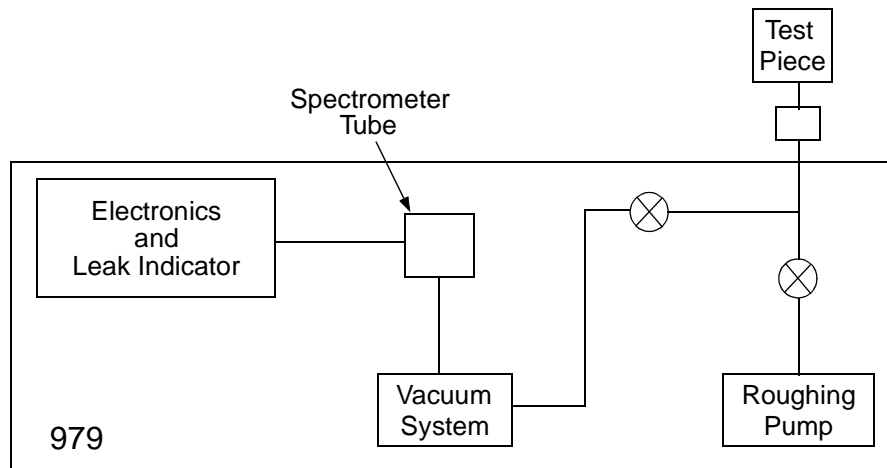 Test
Piece
Spectrometer
Tube
Electronics
and
Leak Indicator
Vacuum
System
Roughing
Pump
979